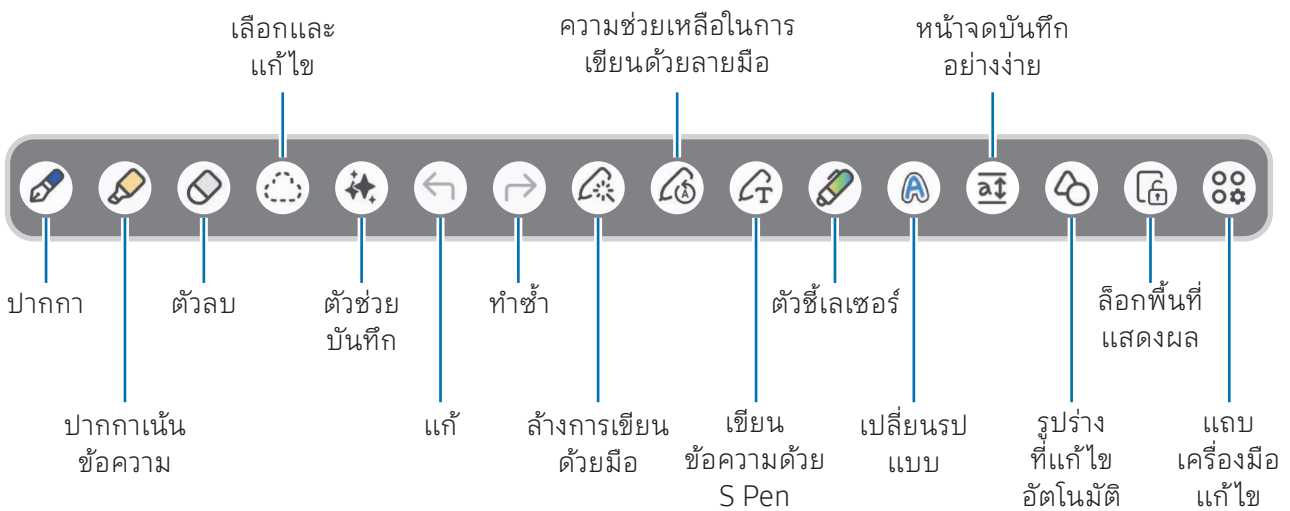 เลือกและ
แก้ไข
ความช่วยเหลือในการ
เขียนด้วยลายมือ
หน้าจดบันทึก
อย่างง่าย
ปากกา
ตัวลบ
ตัวช่วย
บันทึก
ทำซ้ำ
ตัวชี้เลเซอร์
ล็อกพื้นที่
แสดงผล
ปากกาเน้น
ข้อความ
แก้
ล้างการเขียน
ด้วยมือ
เขียน
ข้อความด้วย
S Pen
เปลี่ยนรป
แบบ
รูปร่าง
ที่แก้ไข
อัตโนมัติ
แถบ
เครื่องมือ
แก้ไข